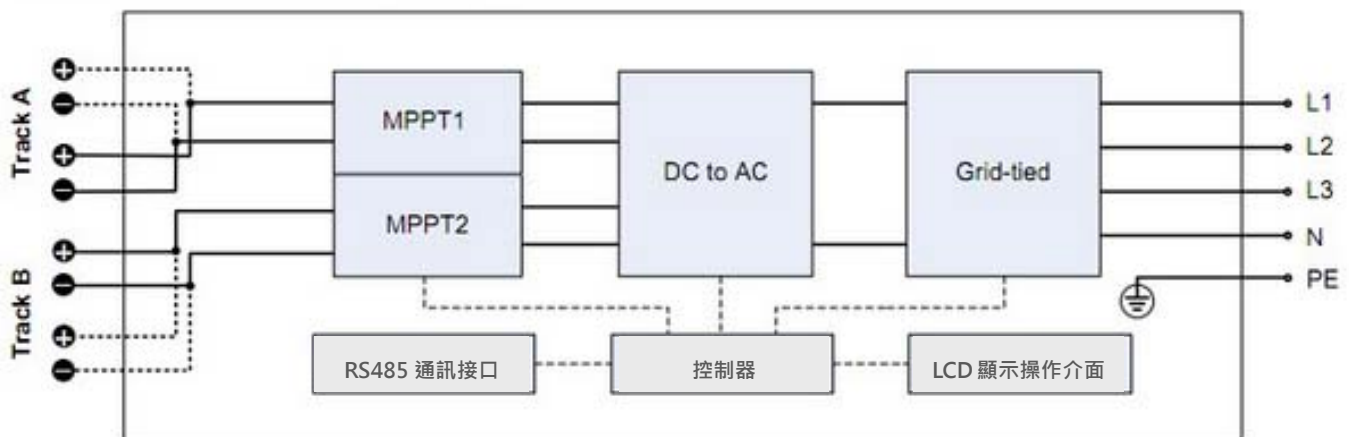 Track A
+
−
+
−
Track B
+
−
+
−
MPPT1
MPPT2
DC to AC
Grid-tied
L1
L2
L3
N
PE
RS485 通訊接口
控制器
LCD 顯示操作介面